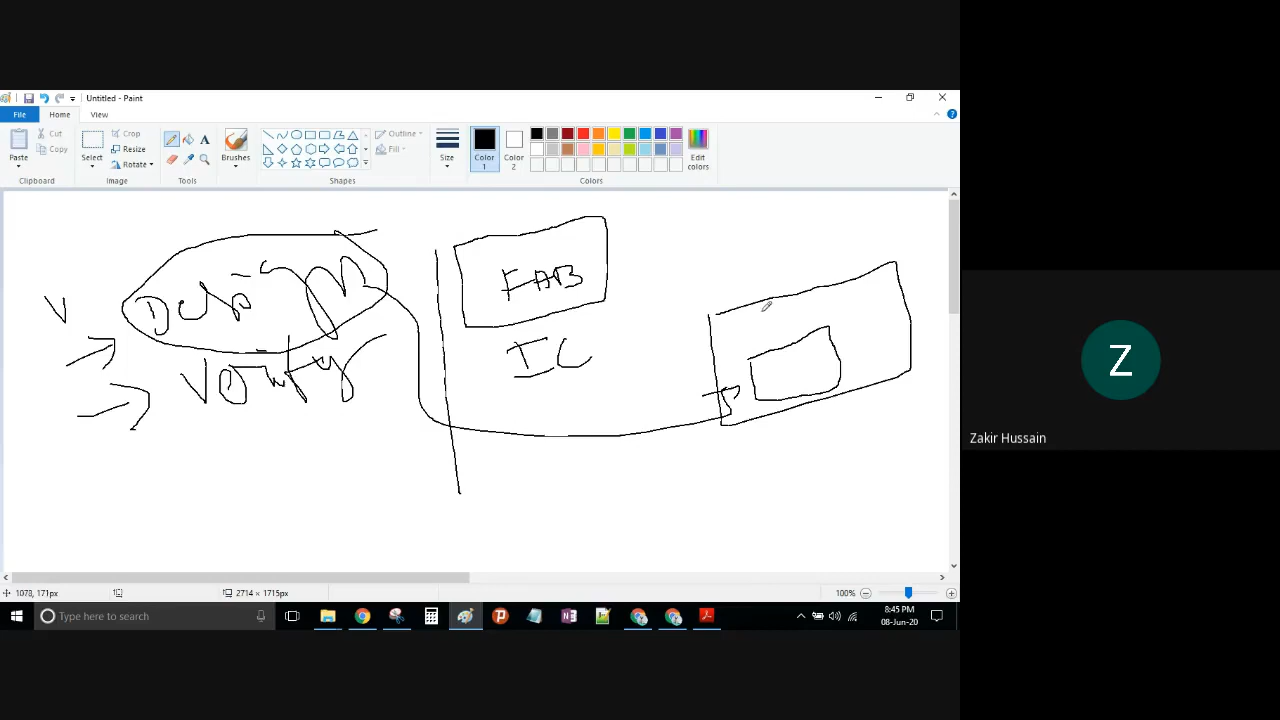 Untitled - Paint
File
Home
View
Paste
Cut
Copy
Clipboard
Select
Crop
Resize
Rotate
Image
Tools
Brushes
Shapes
Outline
Fill
Size
Color 1
Color 2
Edit colors
Colors
V
FAB
IC
Verify
Z
Zakir Hussain
1078, 171px
2714 × 1715px
100%
Type here to search
8:45 PM
08-Jun-20